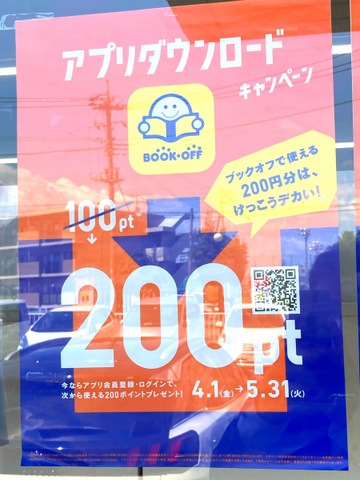 アプリダウンロード
キャンペーン
BOOK・OFF
ブックオフで使える
200円分は、
けっこうデカい!
100pt
200pt
今ならアプリ会員登録・ログインで、
次から使える200ポイントプレゼント!
4.1(金)→5.31(火)